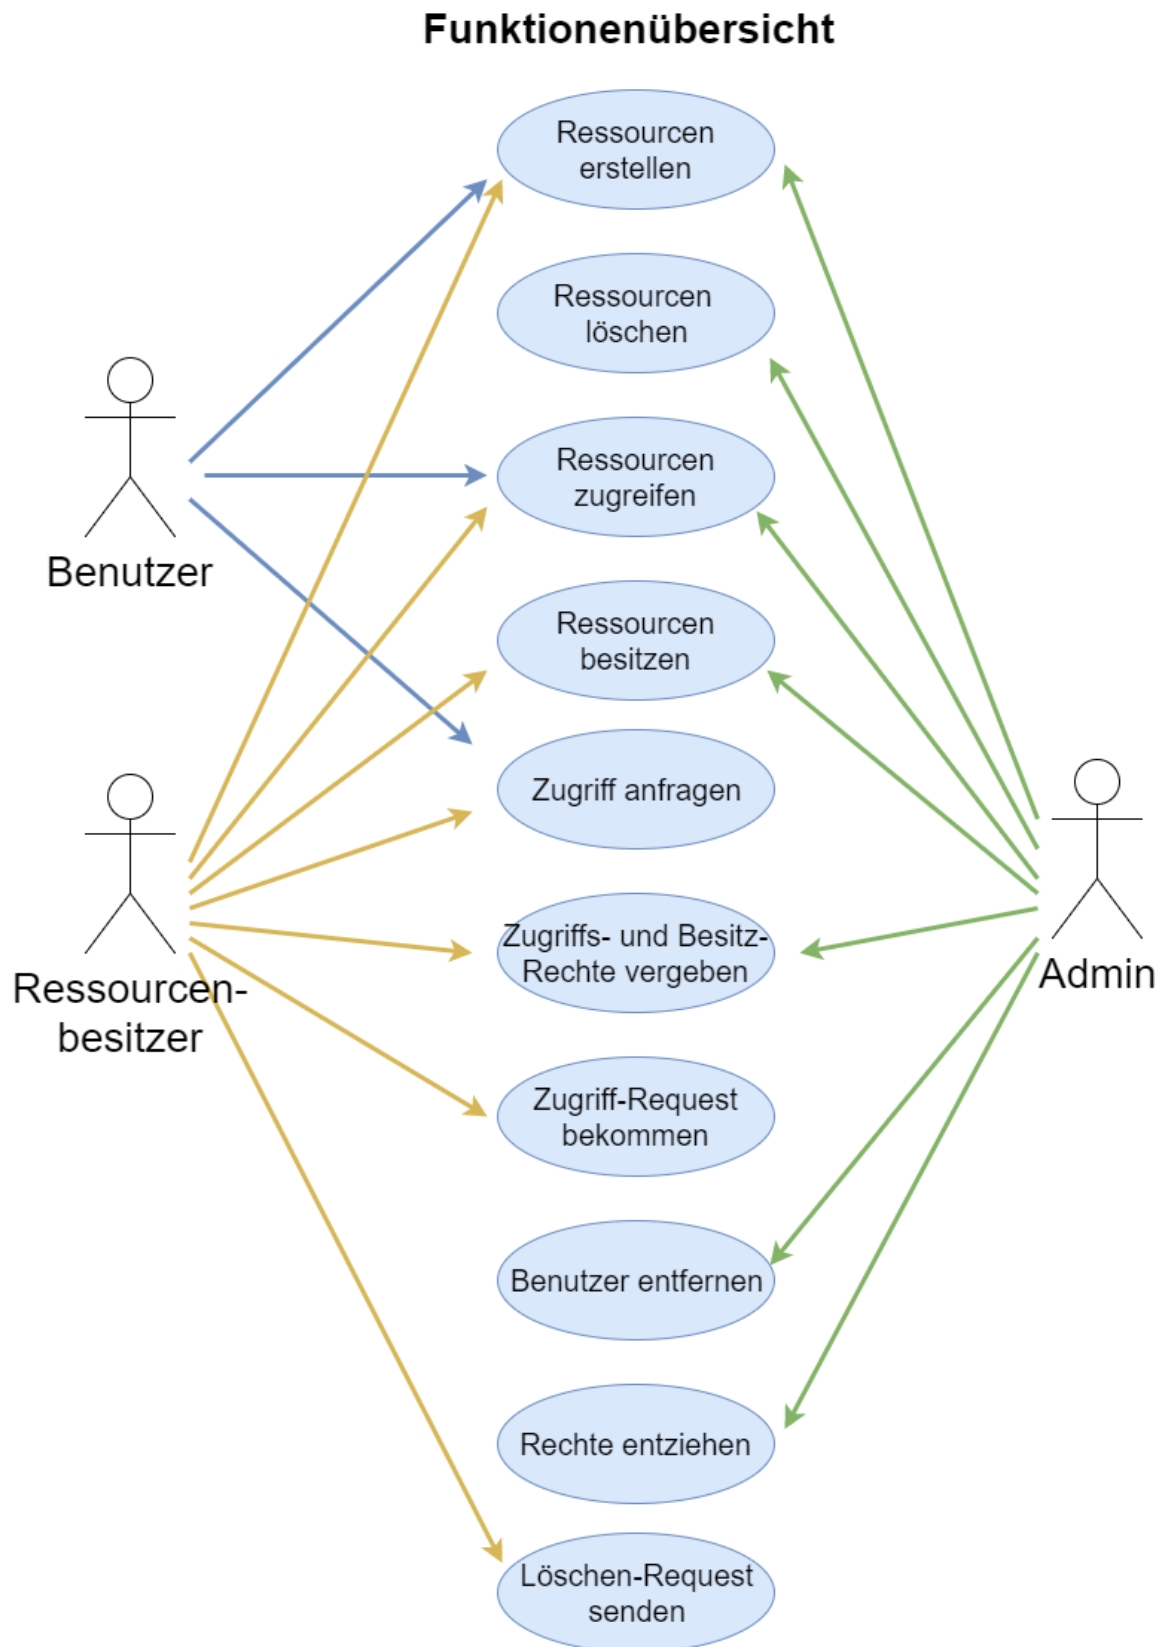 Funktionenübersicht
Ressourcen
erstellen
Ressourcen
löschen
Ressourcen
zugreifen
Benutzer
Ressourcen
besitzen
Zugriff anfragen
Zugriffs- und Besitz-
Rechte vergeben
Admin
Ressourcen-
besitzer
Zugriff-Request
bekommen
Benutzer entfernen
Rechte entziehen
Löschen-Request
senden